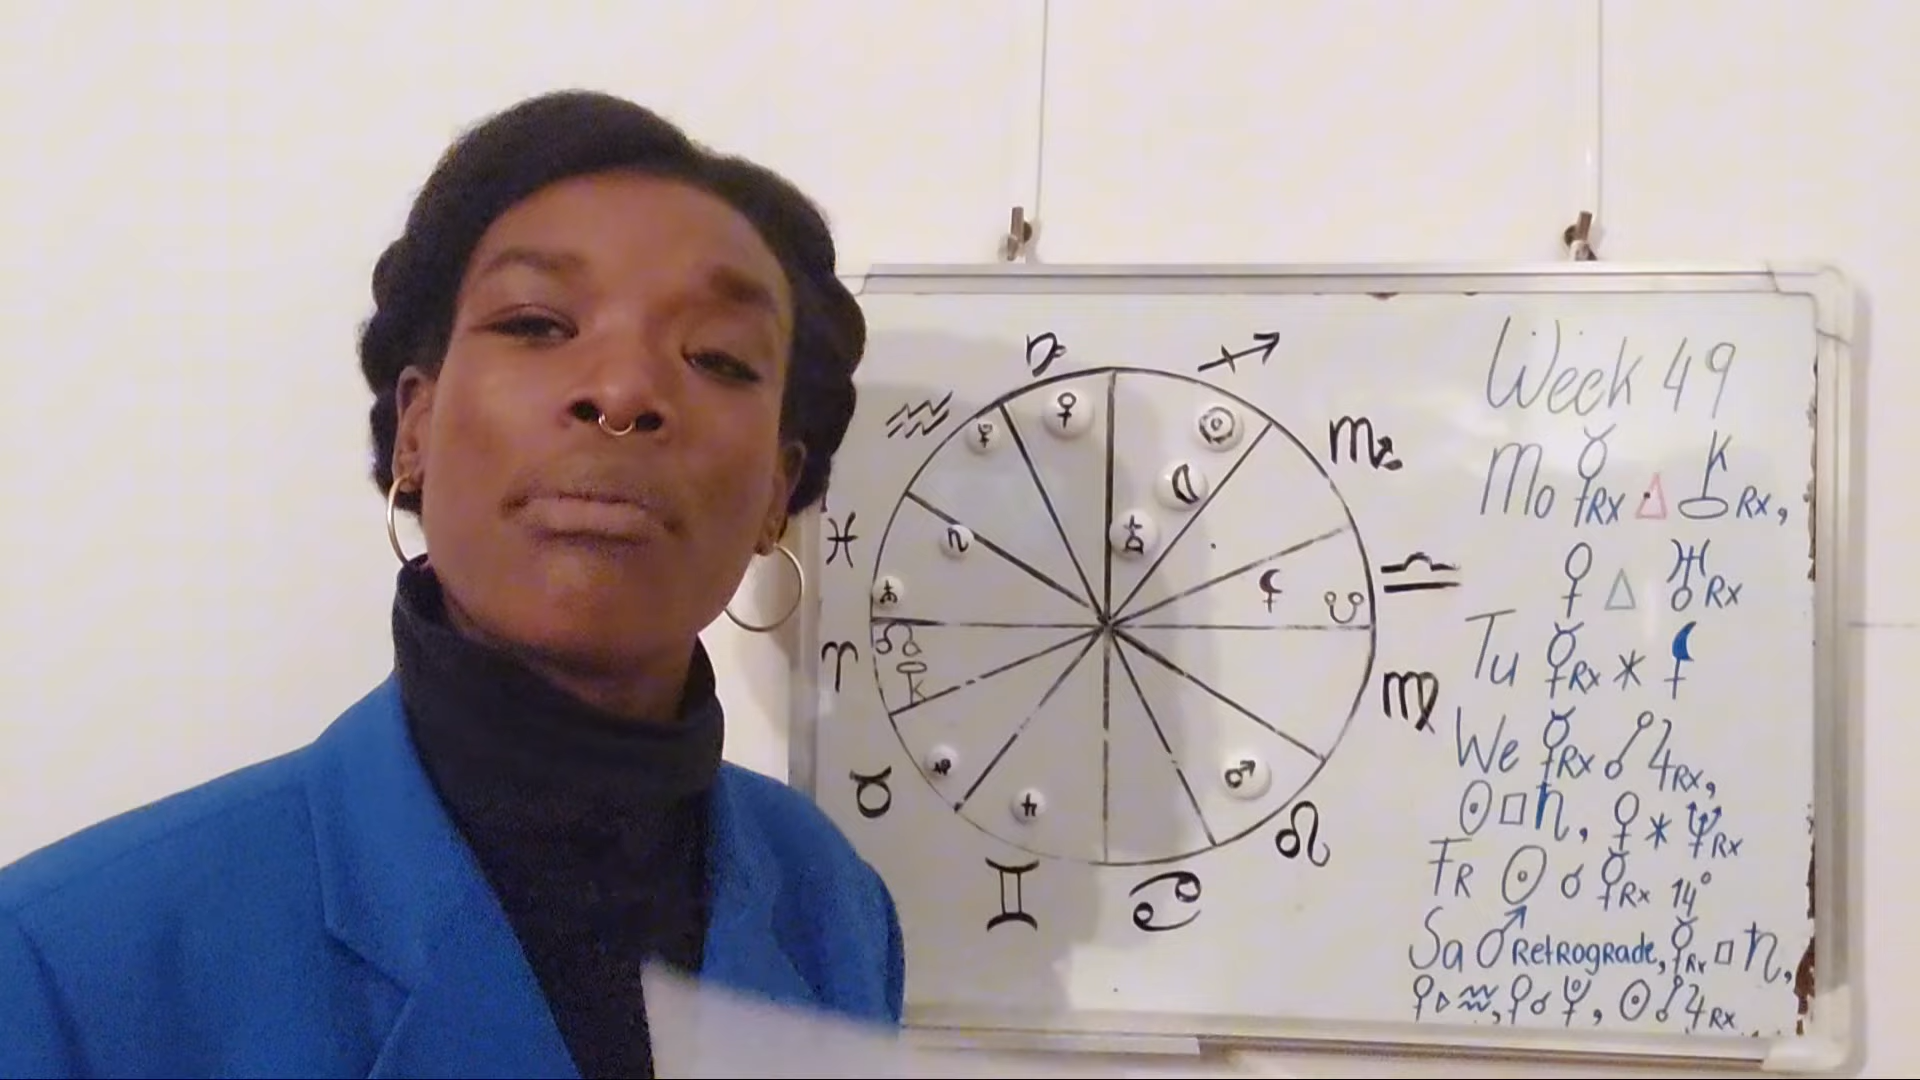 Week 49
Mo ☿Rx △ ⚷Rx,
♀ △ ♅Rx
Tu ☿Rx ⚹ ⚸
We ☿Rx ☍ ♃Rx,
☉ □ ♄, ♀ ⚹ ♆Rx
Fr ☉ ☌ ☿Rx 14°
Sa ♂ Retrograde, ☿Rx □ ♄,
♀ ▷ ♒, ♀ ☌ ♇, ☉ ☍ ♃Rx
♑ ♐
♒ ♏
♓ ♎
♈ ♍
♉ ♌
♊ ♋